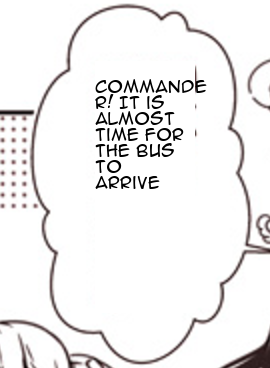 COMMANDE
R! IT IS
ALMOST
TIME FOR
THE BUS
TO
ARRIVE